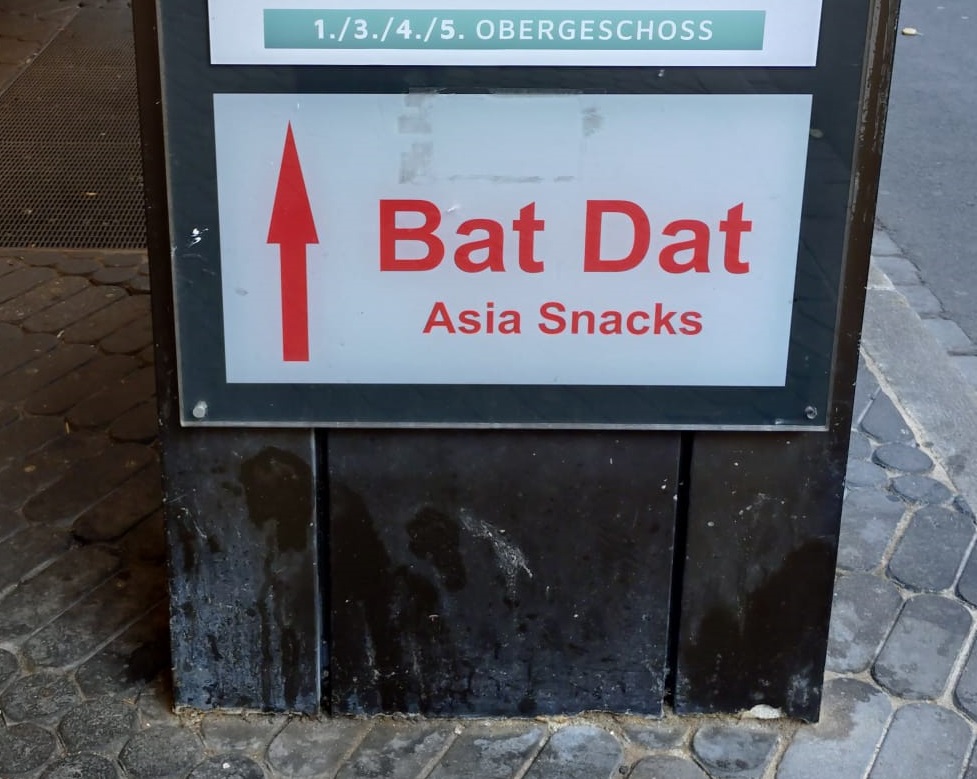 1./3./4./5. OBERGESCHOSS
Bat Dat
Asia Snacks